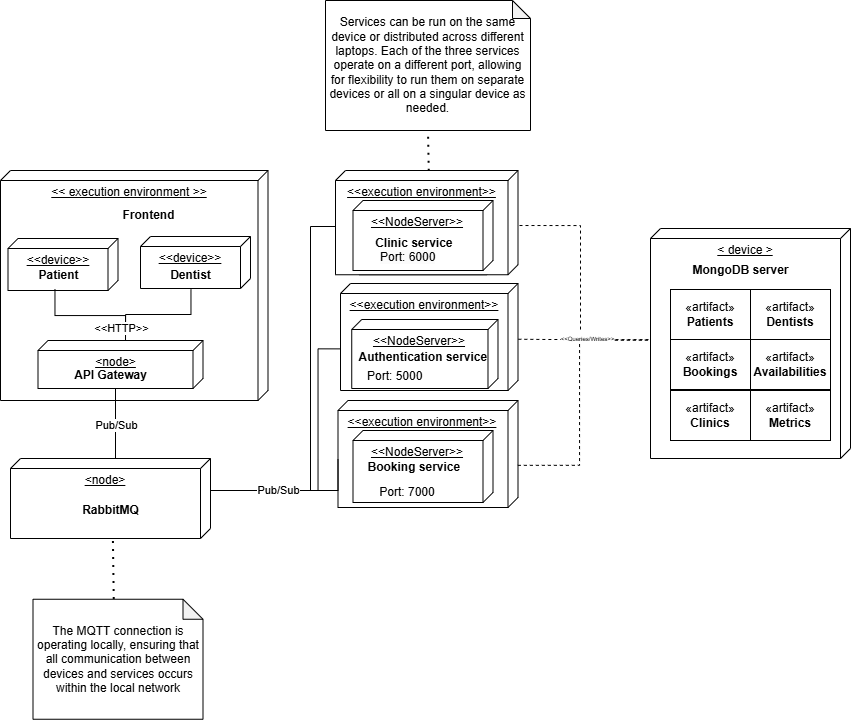 Services can be run on the same
device or distributed across different
laptops. Each of the three services
operate on a different port, allowing
for flexibility to run them on separate
devices or all on a singular device as
needed.
<< execution environment >>
Frontend
<<device>>
Patient
<<device>>
Dentist
<<HTTP>>
<node>
API Gateway
Pub/Sub
<node>
RabbitMQ
The MQTT connection is
operating locally, ensuring that
all communication between
devices and services occurs
within the local network
Pub/Sub
<<execution environment>>
<<NodeServer>>
Clinic service
Port: 6000
<<execution environment>>
<<NodeServer>>
Authentication service
Port: 5000
<<execution environment>>
<<NodeServer>>
Booking service
Port: 7000
<<Queries/Writes>>
< device >
MongoDB server
«artifact»
Patients
«artifact»
Dentists
«artifact»
Bookings
«artifact»
Availabilities
«artifact»
Clinics
«artifact»
Metrics